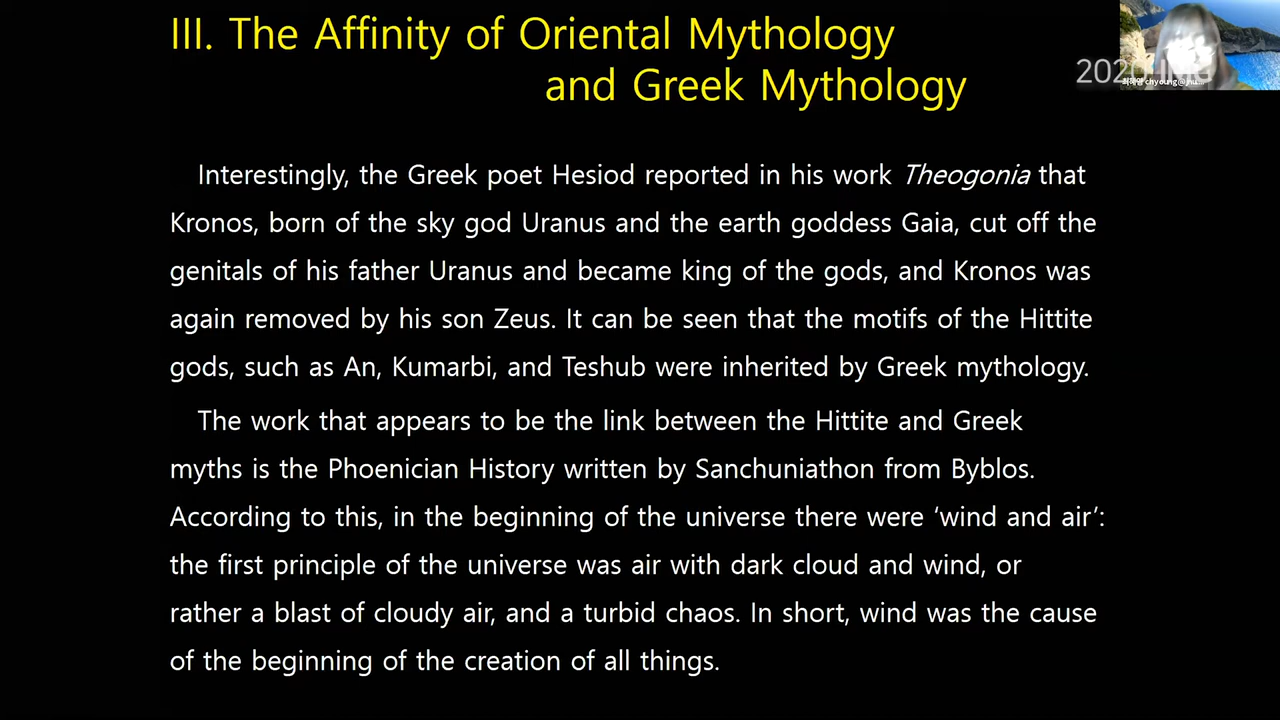 III. The Affinity of Oriental Mythology
and Greek Mythology
2020
chyoung@jnu...
Interestingly, the Greek poet Hesiod reported in his work Theogonia that
Kronos, born of the sky god Uranus and the earth goddess Gaia, cut off the
genitals of his father Uranus and became king of the gods, and Kronos was
again removed by his son Zeus. It can be seen that the motifs of the Hittite
gods, such as An, Kumarbi, and Teshub were inherited by Greek mythology.
The work that appears to be the link between the Hittite and Greek
myths is the Phoenician History written by Sanchuniathon from Byblos.
According to this, in the beginning of the universe there were ‘wind and air’:
the first principle of the universe was air with dark cloud and wind, or
rather a blast of cloudy air, and a turbid chaos. In short, wind was the cause
of the beginning of the creation of all things.